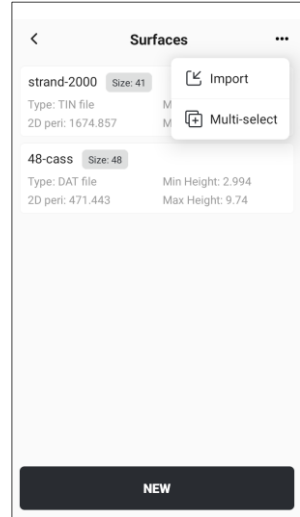 Surfaces
Import
Multi-select
strand-2000 Size: 41
Type: TIN file M
2D peri: 1674.857 M
48-cass Size: 48
Type: DAT file Min Height: 2.994
2D peri: 471.443 Max Height: 9.74
NEW